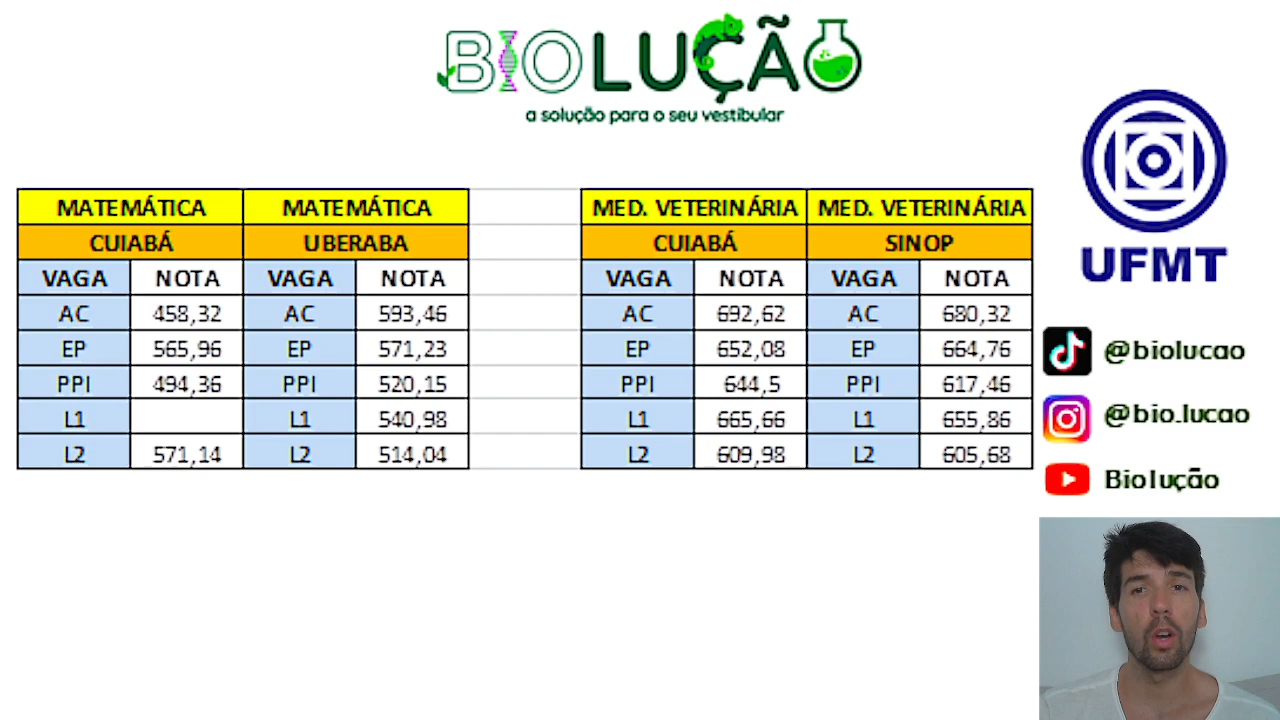 BIOLUÇÃO
a solução para o seu vestibular
MATEMÁTICA MATEMÁTICA MED. VETERINÁRIA MED. VETERINÁRIA
CUIABÁ UBERABA CUIABÁ SINOP
VAGA NOTA VAGA NOTA VAGA NOTA VAGA NOTA
AC 458,32 AC 593,46 AC 692,62 AC 680,32
EP 565,96 EP 571,23 EP 652,08 EP 664,76
PPI 494,36 PPI 520,15 PPI 644,5 PPI 617,46
L1 L1 540,98 L1 665,66 L1 655,86
L2 571,14 L2 514,04 L2 609,98 L2 605,68
UFMT
@biolucao
@bio.lucao
Biolução